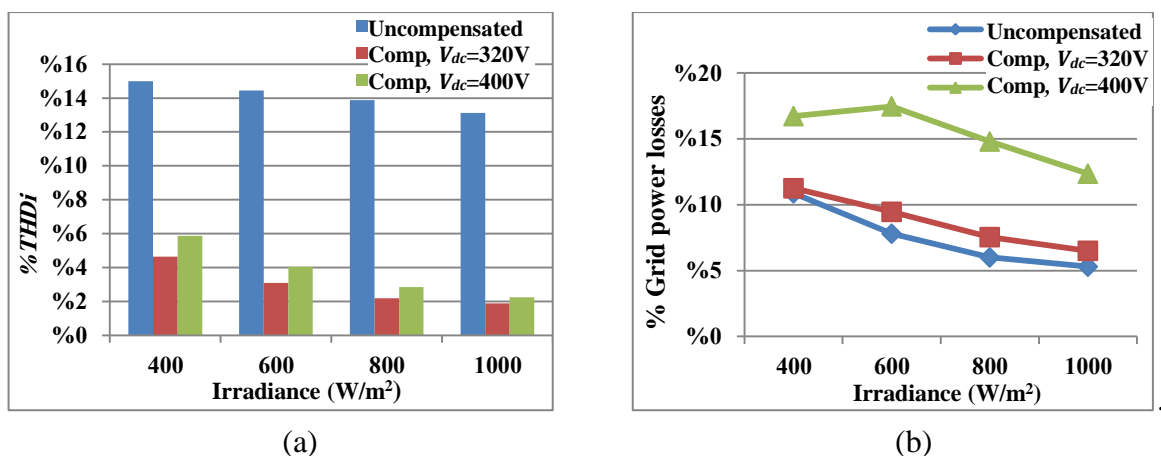 Uncompensated
Comp, Vdc=320V
Comp, Vdc=400V
%16
%14
%12
%10
%8
%6
%4
%2
%0
%THDi
400 600 800 1000
Irradiance (W/m²)
(a)
Uncompensated
Comp, Vdc=320V
Comp, Vdc=400V
%20
%15
%10
%5
%0
% Grid power losses
400 600 800 1000
Irradiance (W/m²)
.
(b)